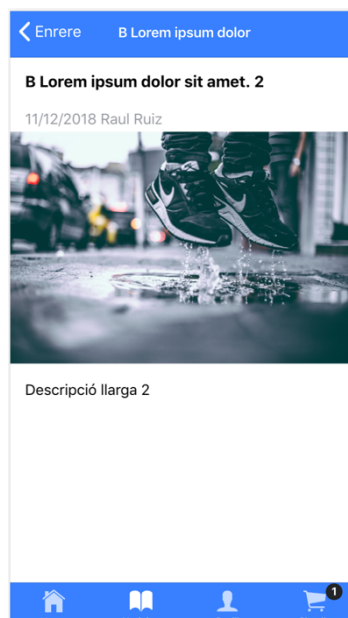 Enrere
B Lorem ipsum dolor
B Lorem ipsum dolor sit amet. 2
11/12/2018 Raul Ruiz
Descripció llarga 2
1